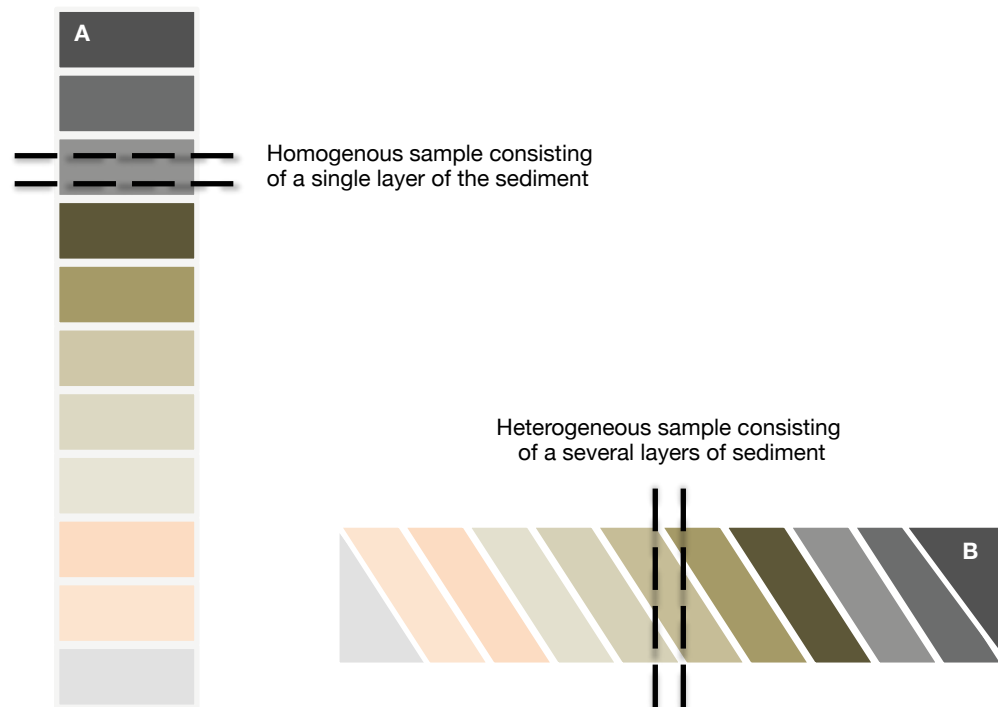 A
Homogenous sample consisting
of a single layer of the sediment
Heterogeneous sample consisting
of a several layers of sediment
B